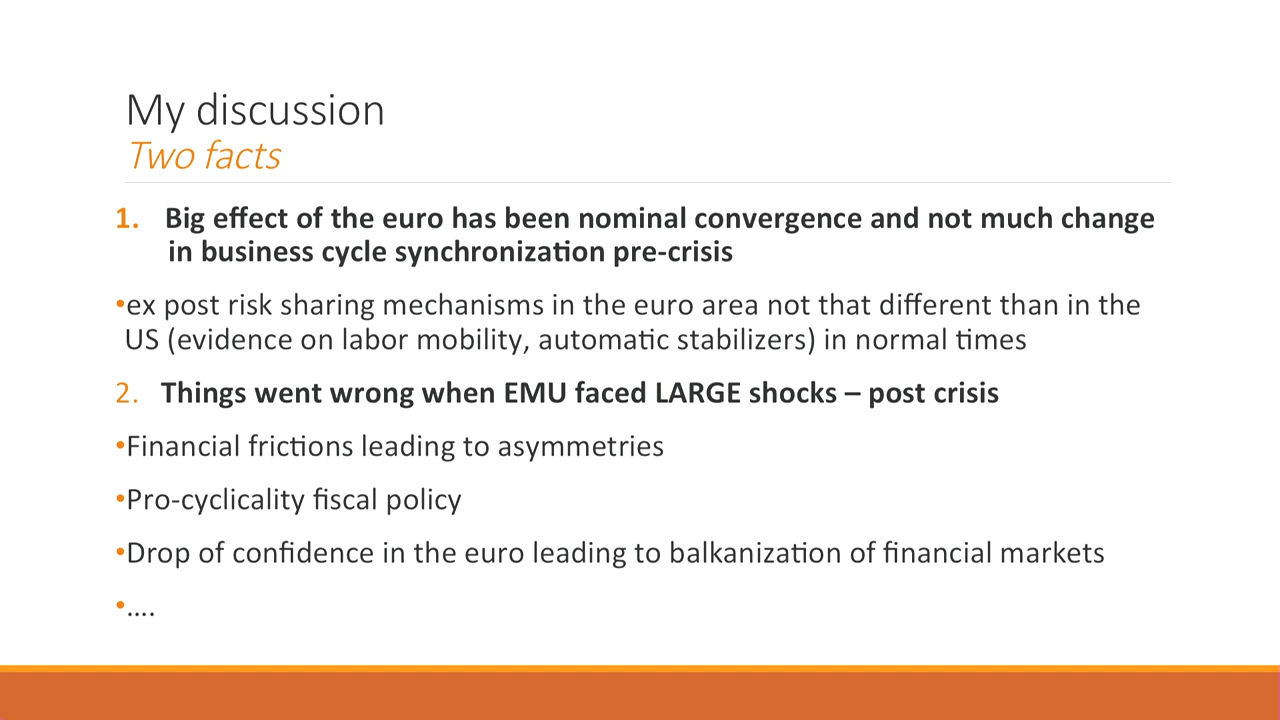 My discussion
Two facts
1. Big effect of the euro has been nominal convergence and not much change
in business cycle synchronization pre-crisis
•ex post risk sharing mechanisms in the euro area not that different than in the
US (evidence on labor mobility, automatic stabilizers) in normal times
2. Things went wrong when EMU faced LARGE shocks – post crisis
•Financial frictions leading to asymmetries
•Pro-cyclicality fiscal policy
•Drop of confidence in the euro leading to balkanization of financial markets
•….